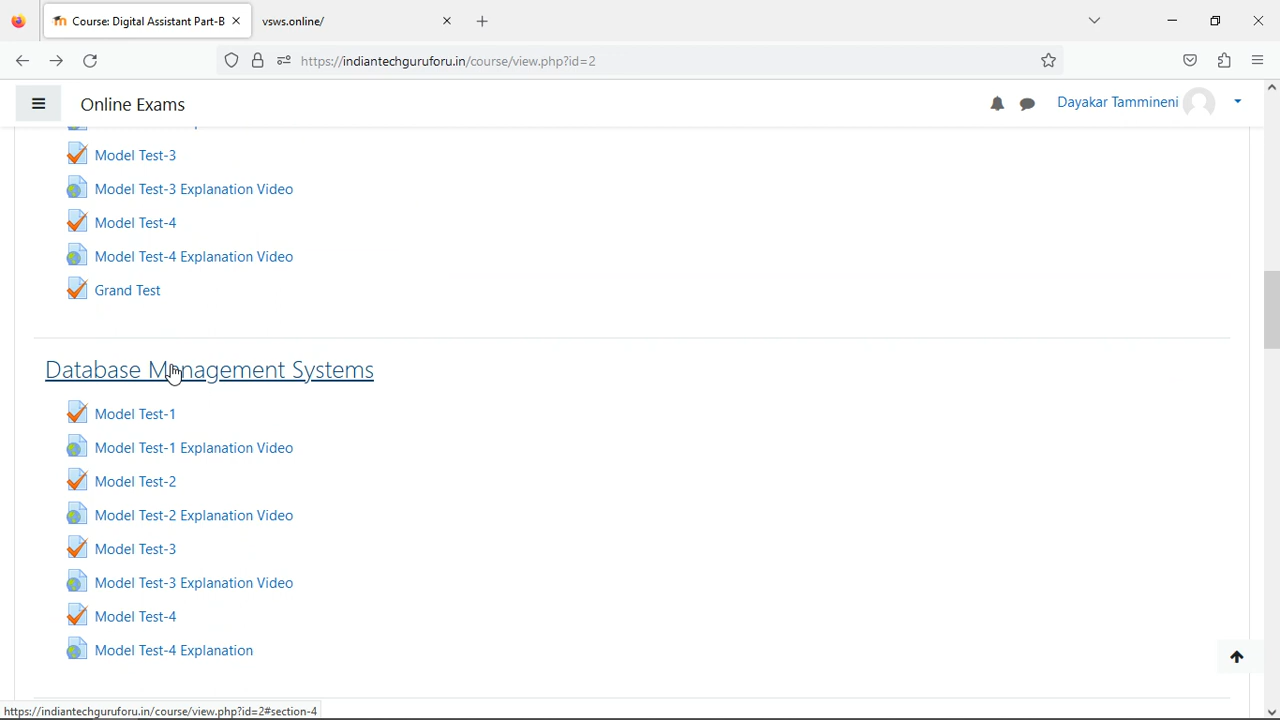 Course: Digital Assistant Part-B
vsws.online/
https://indiantechguruforu.in/course/view.php?id=2
Online Exams
Dayakar Tammineni
Model Test-3
Model Test-3 Explanation Video
Model Test-4
Model Test-4 Explanation Video
Grand Test
Database Management Systems
Model Test-1
Model Test-1 Explanation Video
Model Test-2
Model Test-2 Explanation Video
Model Test-3
Model Test-3 Explanation Video
Model Test-4
Model Test-4 Explanation
https://indiantechguruforu.in/course/view.php?id=2#section-4